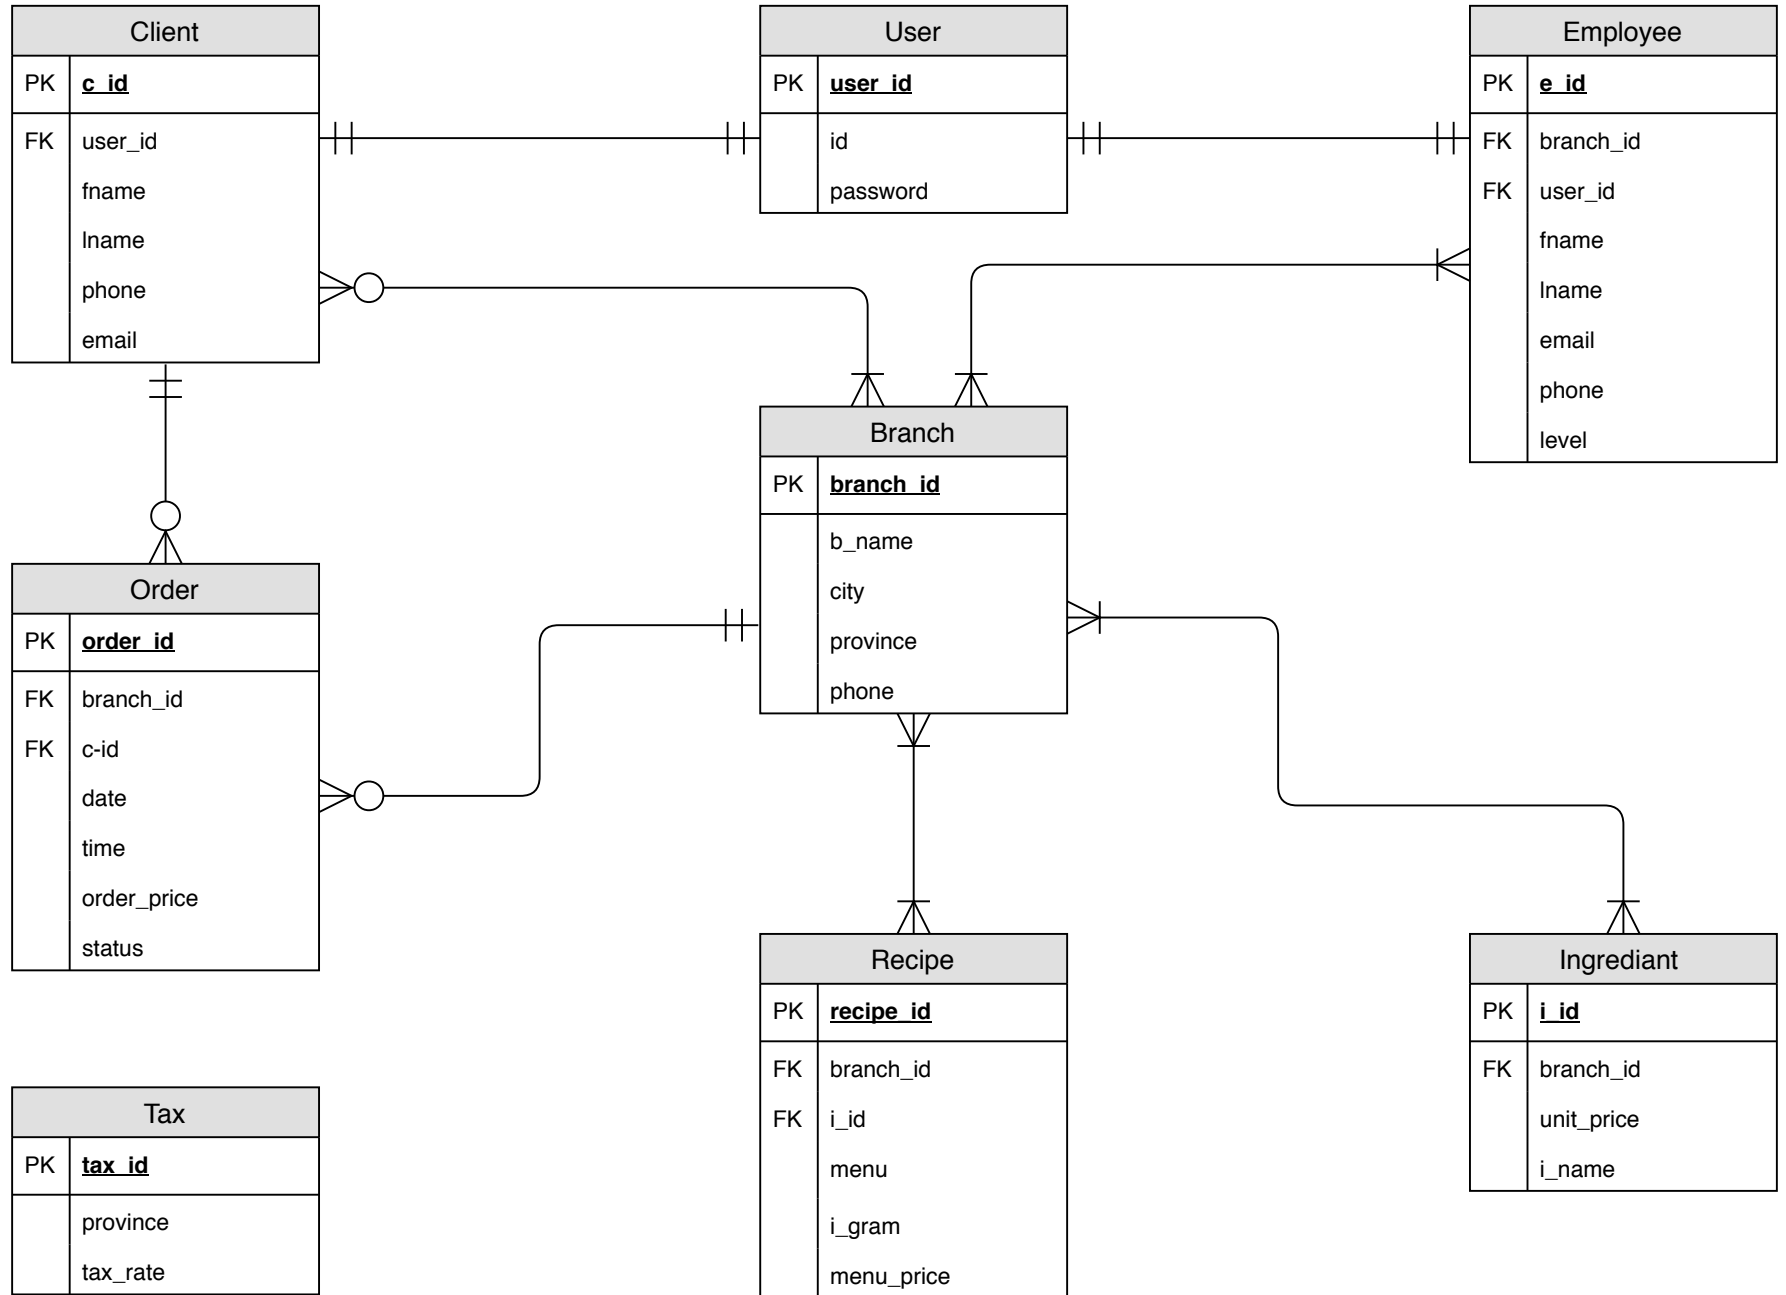 Client
PK c_id
FK user_id
fname
lname
phone
email
User
PK user_id
id
password
Employee
PK e_id
FK branch_id
FK user_id
fname
lname
email
phone
level
Branch
PK branch_id
b_name
city
province
phone
Order
PK order_id
FK branch_id
FK c-id
date
time
order_price
status
Recipe
PK recipe_id
FK branch_id
FK i_id
menu
i_gram
menu_price
Ingrediant
PK i_id
FK branch_id
unit_price
i_name
Tax
PK tax_id
province
tax_rate